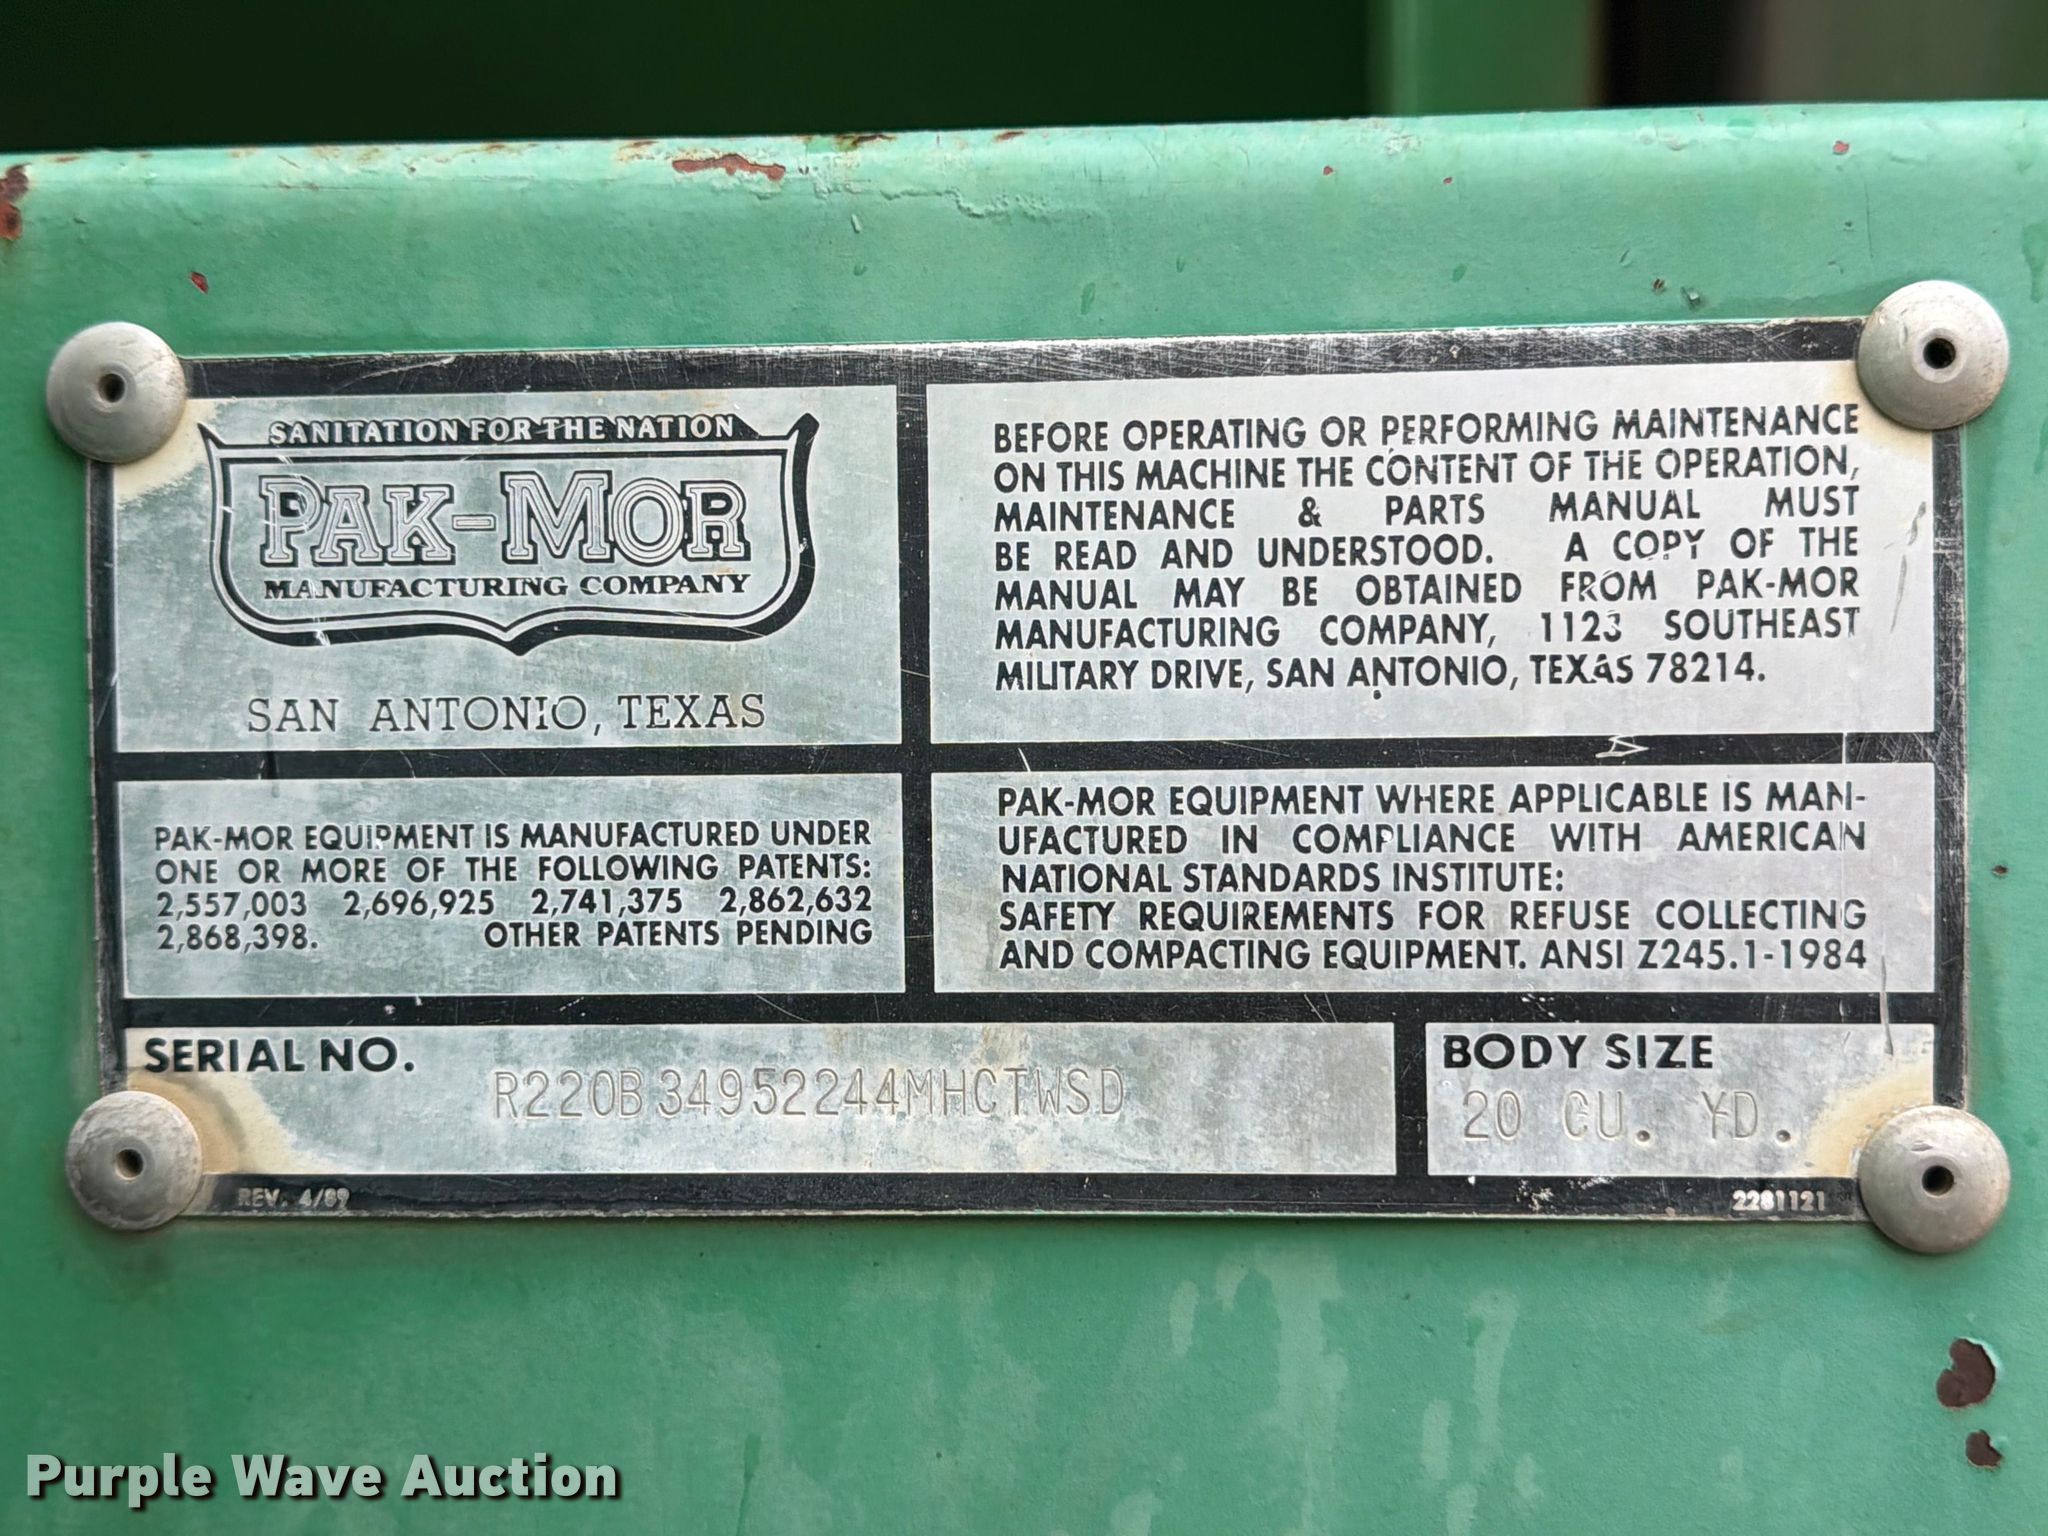 SANITATION FOR THE NATION
PAK-MOR
MANUFACTURING COMPANY
SAN ANTONIO, TEXAS
BEFORE OPERATING OR PERFORMING MAINTENANCE
ON THIS MACHINE THE CONTENT OF THE OPERATION,
MAINTENANCE & PARTS MANUAL MUST
BE READ AND UNDERSTOOD. A COPY OF THE
MANUAL MAY BE OBTAINED FROM PAK-MOR
MANUFACTURING COMPANY, 1123 SOUTHEAST
MILITARY DRIVE, SAN ANTONIO, TEXAS 78214.
PAK-MOR EQUIPMENT IS MANUFACTURED UNDER
ONE OR MORE OF THE FOLLOWING PATENTS:
2,557,003 2,696,925 2,741,375 2,862,632
2,868,398. OTHER PATENTS PENDING
PAK-MOR EQUIPMENT WHERE APPLICABLE IS MAN-
UFACTURED IN COMPLIANCE WITH AMERICAN
NATIONAL STANDARDS INSTITUTE:
SAFETY REQUIREMENTS FOR REFUSE COLLECTING
AND COMPACTING EQUIPMENT. ANSI Z245.1-1984
SERIAL NO.
R220B34952244MHCTWSD
BODY SIZE
20 CU. YD.
REV. 4/89
2281121
Purple Wave Auction